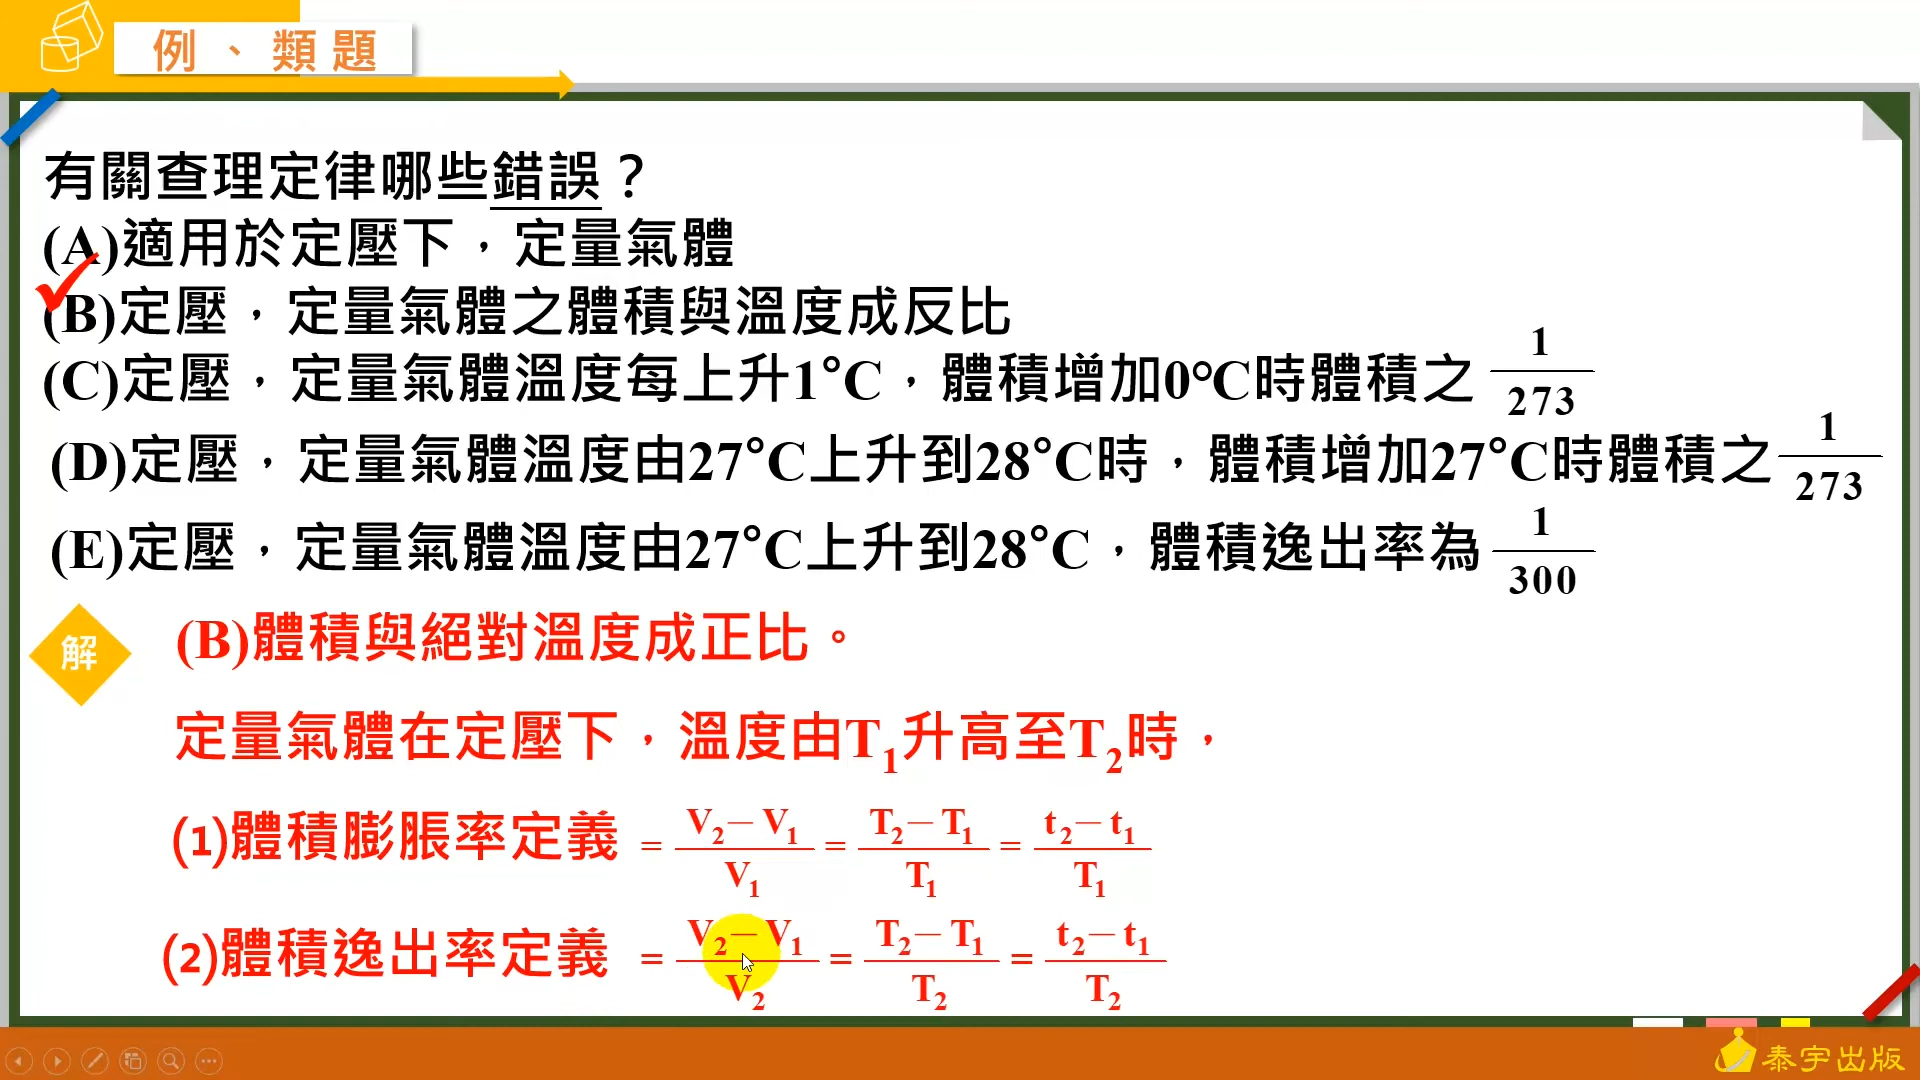 例、類題
有關查理定律哪些錯誤？
(A)適用於定壓下，定量氣體
(B)定壓，定量氣體之體積與溫度成反比
(C)定壓，定量氣體溫度每上升1°C，體積增加0°C時體積之 1/273
(D)定壓，定量氣體溫度由27°C上升到28°C時，體積增加27°C時體積之 1/273
(E)定壓，定量氣體溫度由27°C上升到28°C，體積逸出率為 1/300
解
(B)體積與絕對溫度成正比。
定量氣體在定壓下，溫度由T₁升高至T₂時，
(1)體積膨脹率定義 = (V₂－V₁)/V₁ = (T₂－T₁)/T₁ = (t₂－t₁)/T₁
(2)體積逸出率定義 = (V₂－V₁)/V₂ = (T₂－T₁)/T₂ = (t₂－t₁)/T₂
泰宇出版